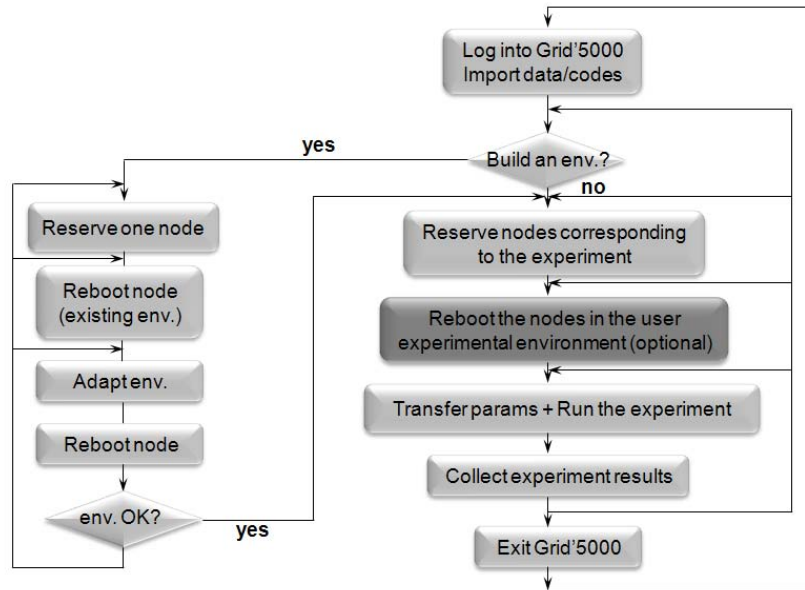 Log into Grid'5000
Import data/codes
yes
Build an env.?
no
Reserve one node
Reboot node
(existing env.)
Adapt env.
Reboot node
env. OK?
yes
Reserve nodes corresponding
to the experiment
Reboot the nodes in the user
experimental environment (optional)
Transfer params + Run the experiment
Collect experiment results
Exit Grid'5000